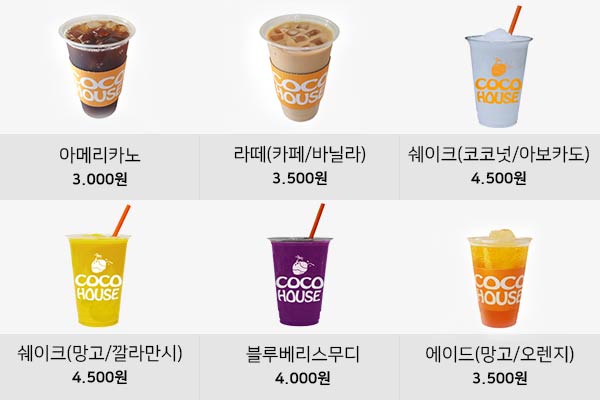 COCO
HOUSE
COCO
HOUSE
COCO
HOUSE
아메리카노
3.000원
라떼(카페/바닐라)
3.500원
쉐이크(코코넛/아보카도)
4.500원
COCO
HOUSE
COCO
HOUSE
COCO
HOUSE
쉐이크(망고/깔라만시)
4.500원
블루베리스무디
4.000원
에이드(망고/오렌지)
3.500원